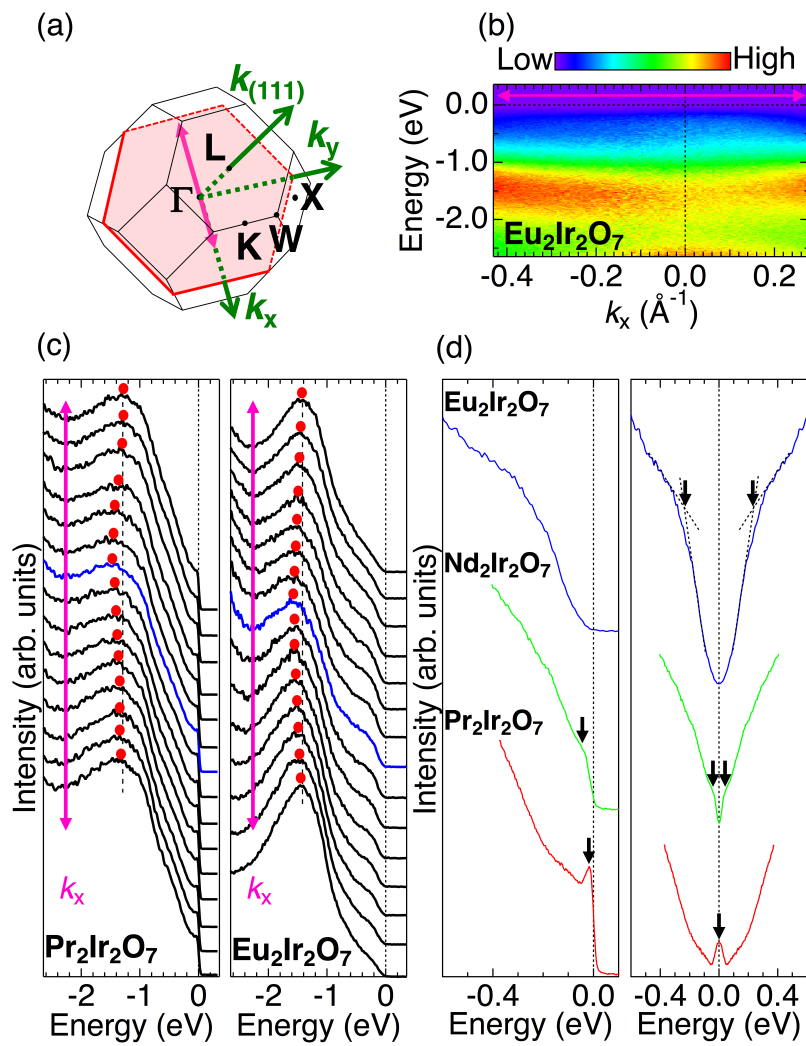 (a)
k(111)
ky
L
Γ
X
K
W
kx
(b)
Low
High
Energy (eV)
0.0
-1.0
-2.0
Eu2Ir2O7
-0.4
-0.2
0.0
0.2
kx (Å-1)
(c)
Intensity (arb. units)
kx
Pr2Ir2O7
-2
-1
0
Energy (eV)
kx
Eu2Ir2O7
-2
-1
0
Energy (eV)
(d)
Intensity (arb. units)
Eu2Ir2O7
Nd2Ir2O7
Pr2Ir2O7
-0.4
0.0
Energy (eV)
-0.4
0.0
0.4
Energy (eV)